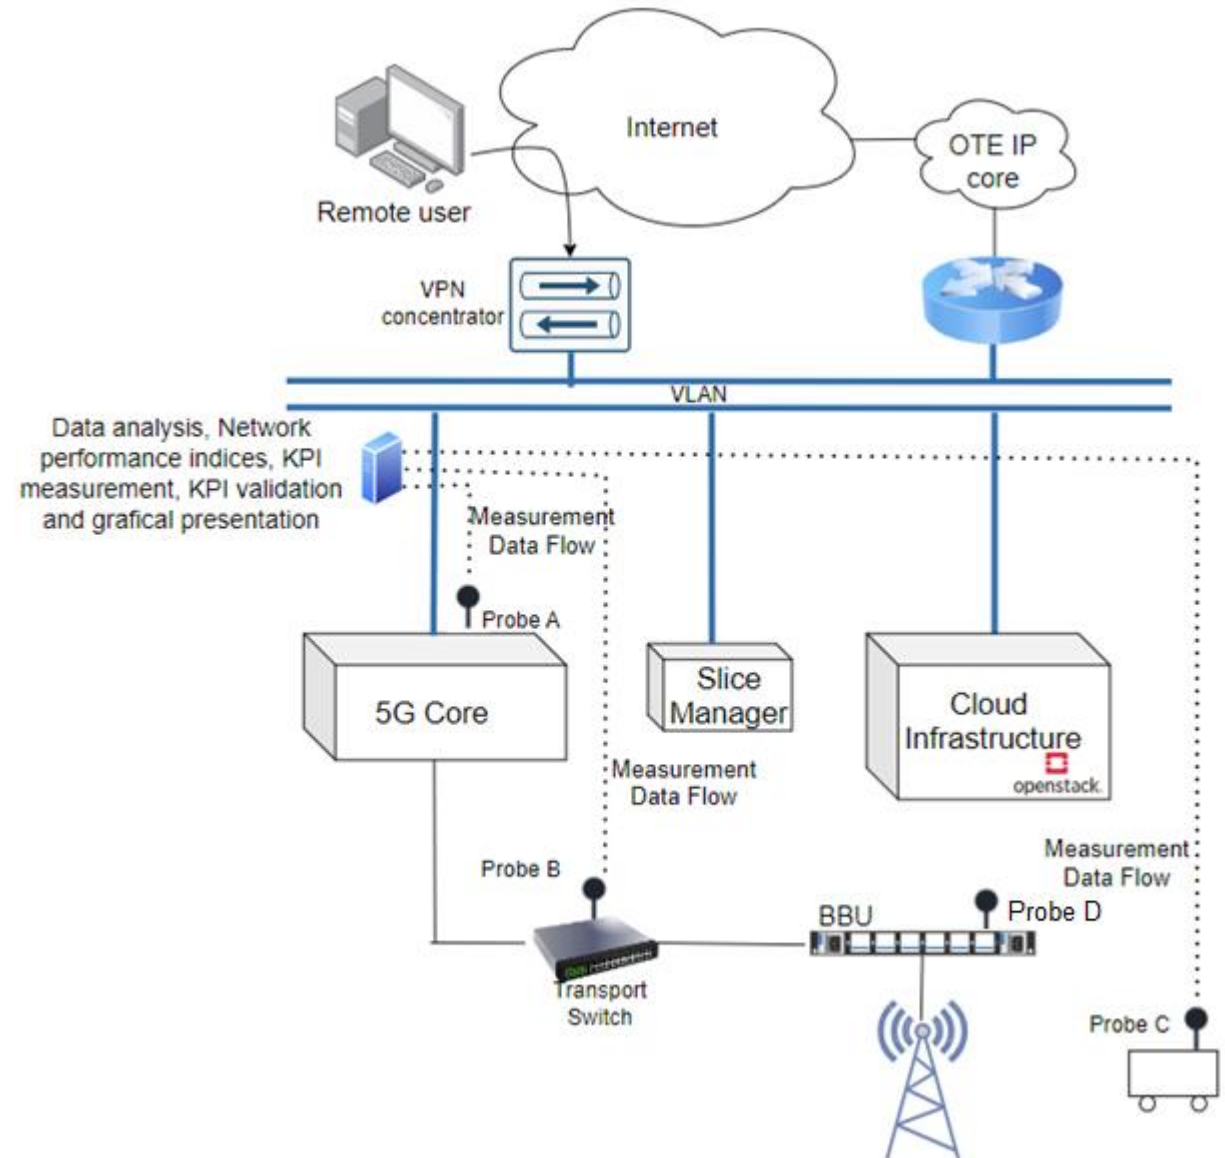 Internet
OTE IP
core
Remote user
VPN
concentrator
VLAN
Data analysis, Network
performance indices, KPI
measurement, KPI validation
and grafical presentation
Measurement
Data Flow
Probe A
5G Core
Slice
Manager
Cloud
Infrastructure
openstack.
Measurement
Data Flow
Probe B
Measurement
Data Flow
BBU
Probe D
Transport
Switch
Probe C